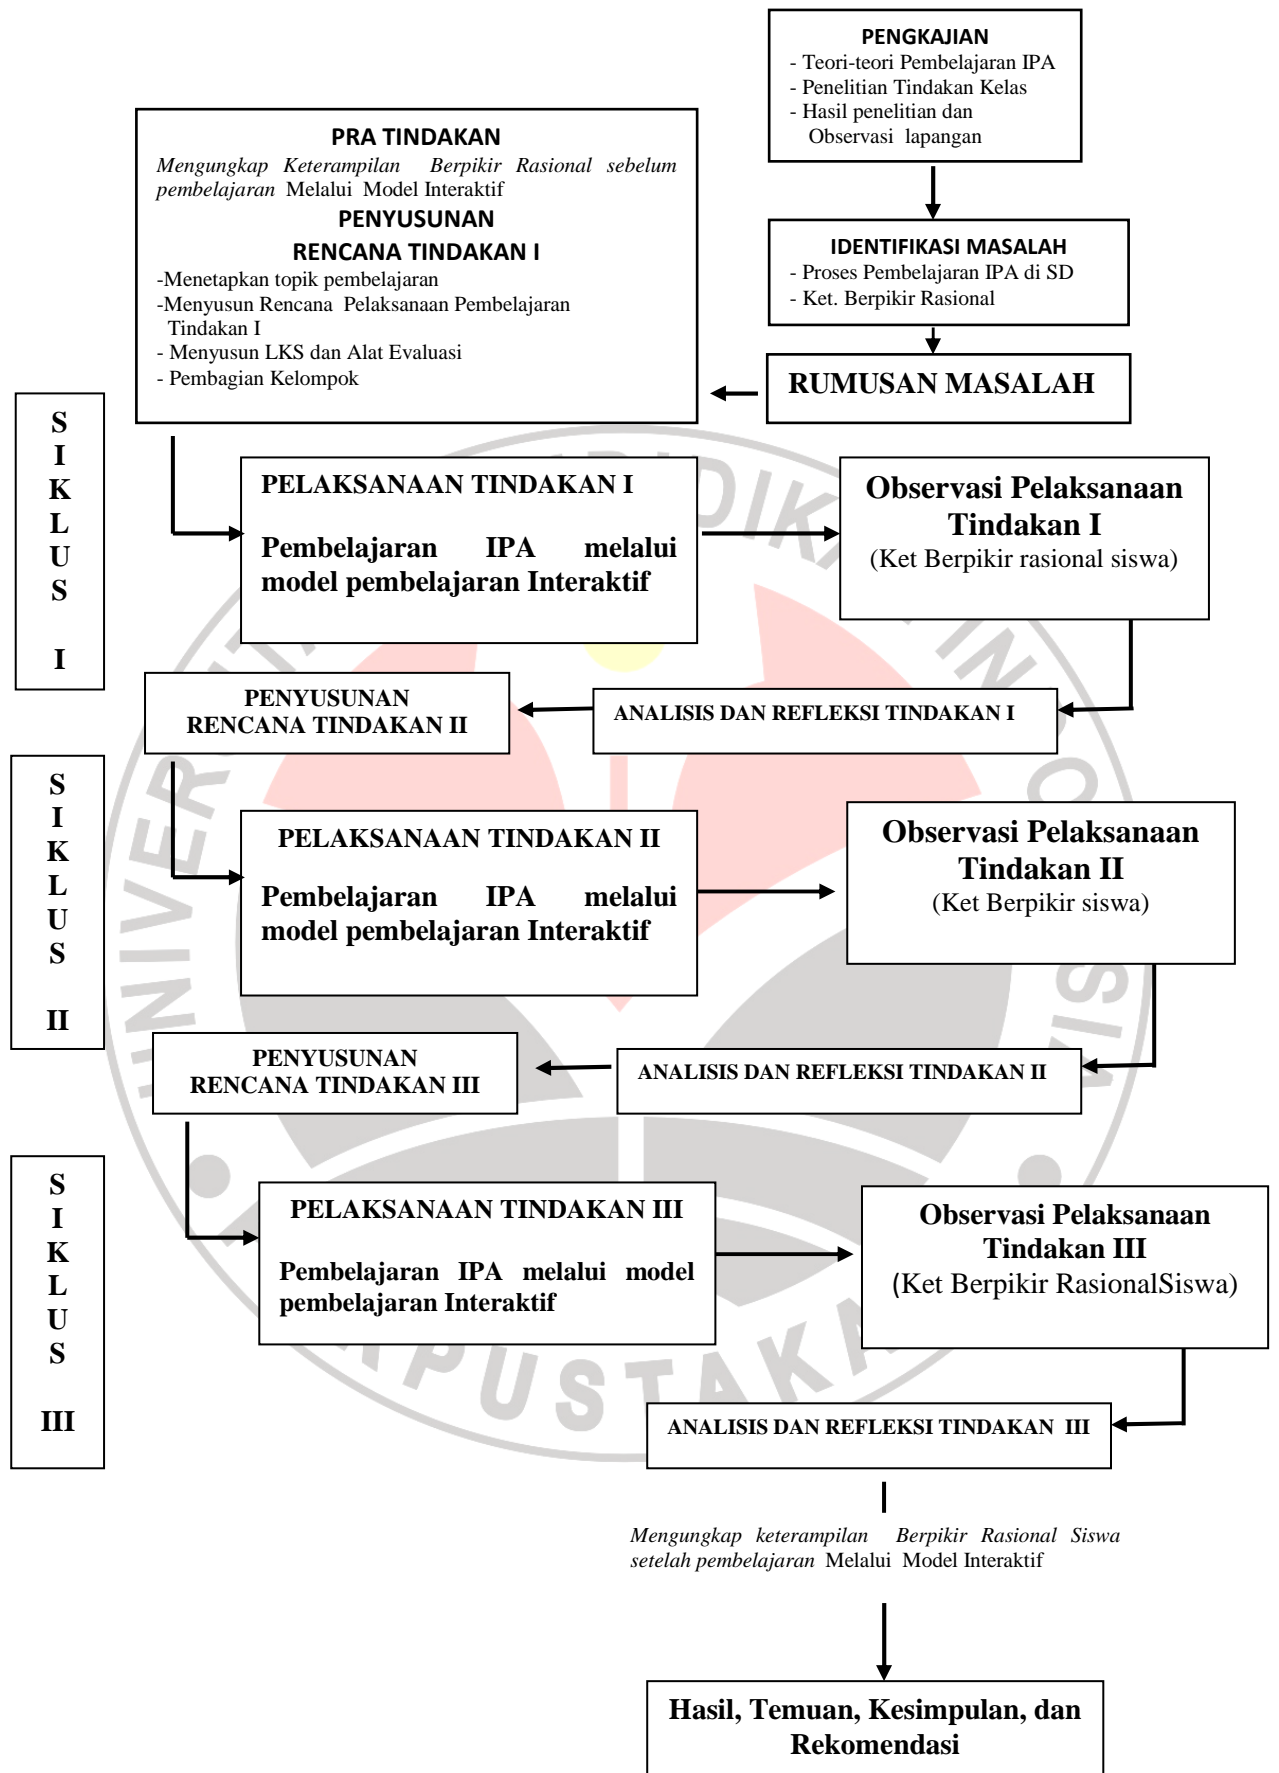 PENGKAJIAN
- Teori-teori Pembelajaran IPA
- Penelitian Tindakan Kelas
- Hasil penelitian dan
Observasi lapangan
IDENTIFIKASI MASALAH
- Proses Pembelajaran IPA di SD
- Ket. Berpikir Rasional
RUMUSAN MASALAH
PRA TINDAKAN
Mengungkap Keterampilan Berpikir Rasional sebelum
pembelajaran Melalui Model Interaktif
PENYUSUNAN
RENCANA TINDAKAN I
-Menetapkan topik pembelajaran
-Menyusun Rencana Pelaksanaan Pembelajaran
Tindakan I
- Menyusun LKS dan Alat Evaluasi
- Pembagian Kelompok
S
I
K
L
U
S
I
PELAKSANAAN TINDAKAN I
Pembelajaran IPA melalui
model pembelajaran Interaktif
Observasi Pelaksanaan
Tindakan I
(Ket Berpikir rasional siswa)
ANALISIS DAN REFLEKSI TINDAKAN I
PENYUSUNAN
RENCANA TINDAKAN II
S
I
K
L
U
S
II
PELAKSANAAN TINDAKAN II
Pembelajaran IPA melalui
model pembelajaran Interaktif
Observasi Pelaksanaan
Tindakan II
(Ket Berpikir siswa)
ANALISIS DAN REFLEKSI TINDAKAN II
PENYUSUNAN
RENCANA TINDAKAN III
S
I
K
L
U
S
III
PELAKSANAAN TINDAKAN III
Pembelajaran IPA melalui model
pembelajaran Interaktif
Observasi Pelaksanaan
Tindakan III
(Ket Berpikir RasionalSiswa)
ANALISIS DAN REFLEKSI TINDAKAN III
Mengungkap keterampilan Berpikir Rasional Siswa
setelah pembelajaran Melalui Model Interaktif
Hasil, Temuan, Kesimpulan, dan
Rekomendasi